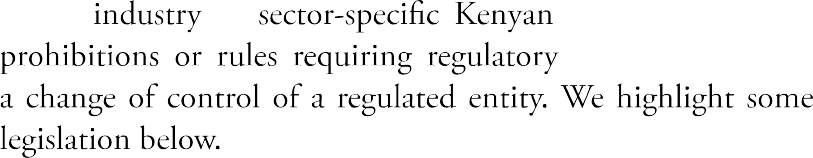 industry sector-specific Kenyan
prohibitions or rules requiring regulatory
a change of control of a regulated entity. We highlight some
legislation below.